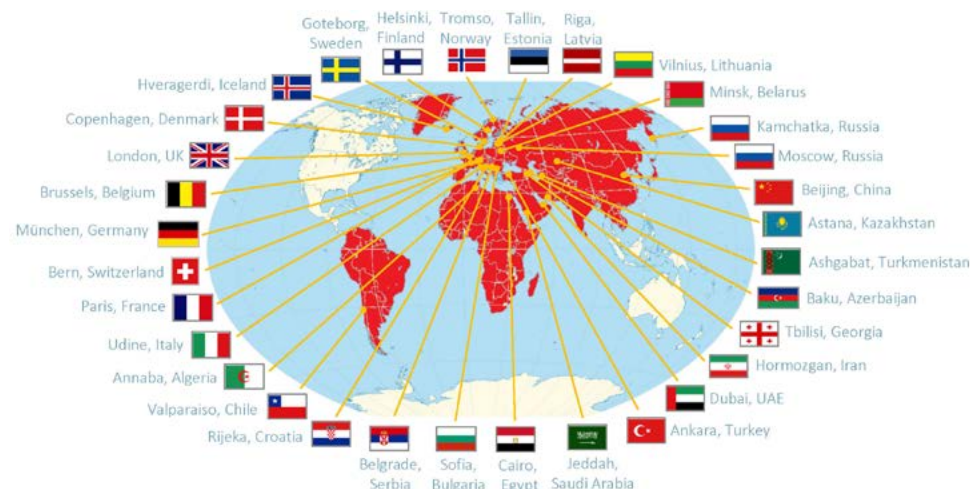 Goteborg,
Sweden
Helsinki,
Finland
Tromso,
Norway
Tallin,
Estonia
Riga,
Latvia
Vilnius, Lithuania
Hveragerdi, Iceland
Minsk, Belarus
Copenhagen, Denmark
Kamchatka, Russia
London, UK
Moscow, Russia
Brussels, Belgium
Beijing, China
München, Germany
Astana, Kazakhstan
Bern, Switzerland
Ashgabat, Turkmenistan
Paris, France
Baku, Azerbaijan
Udine, Italy
Tbilisi, Georgia
Annaba, Algeria
Hormozgan, Iran
Valparaiso, Chile
Dubai, UAE
Rijeka, Croatia
Ankara, Turkey
Belgrade,
Serbia
Sofia,
Bulgaria
Cairo,
Egypt
Jeddah,
Saudi Arabia